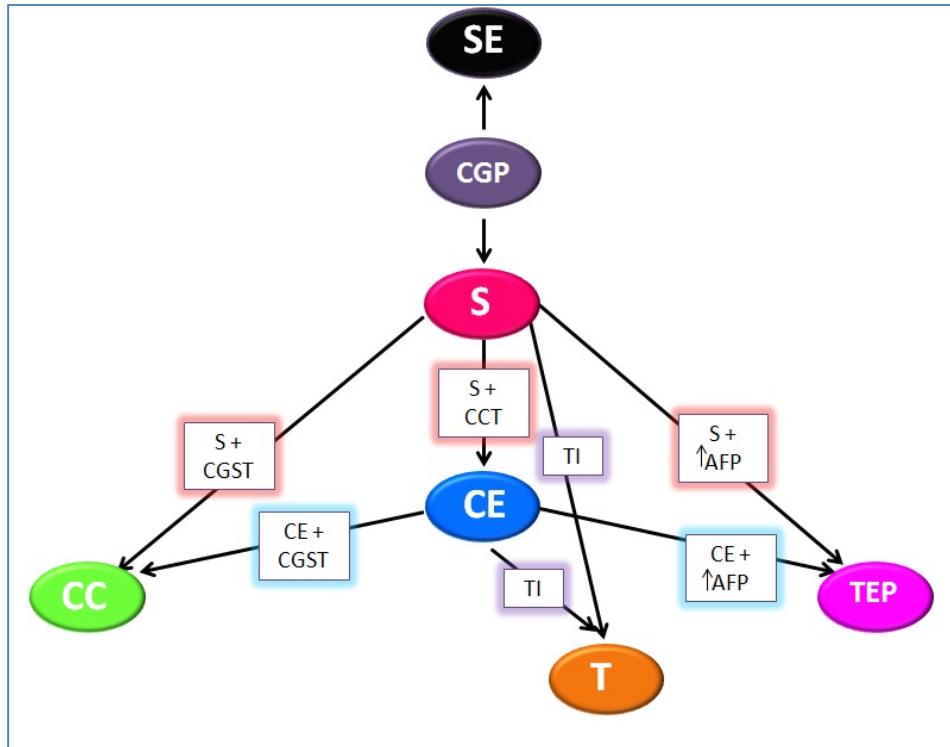 SE
CGP
S
S +
CCT
S +
CGST
TI
S +
↑AFP
CE
CE +
CGST
CE +
↑AFP
TI
CC
TEP
T